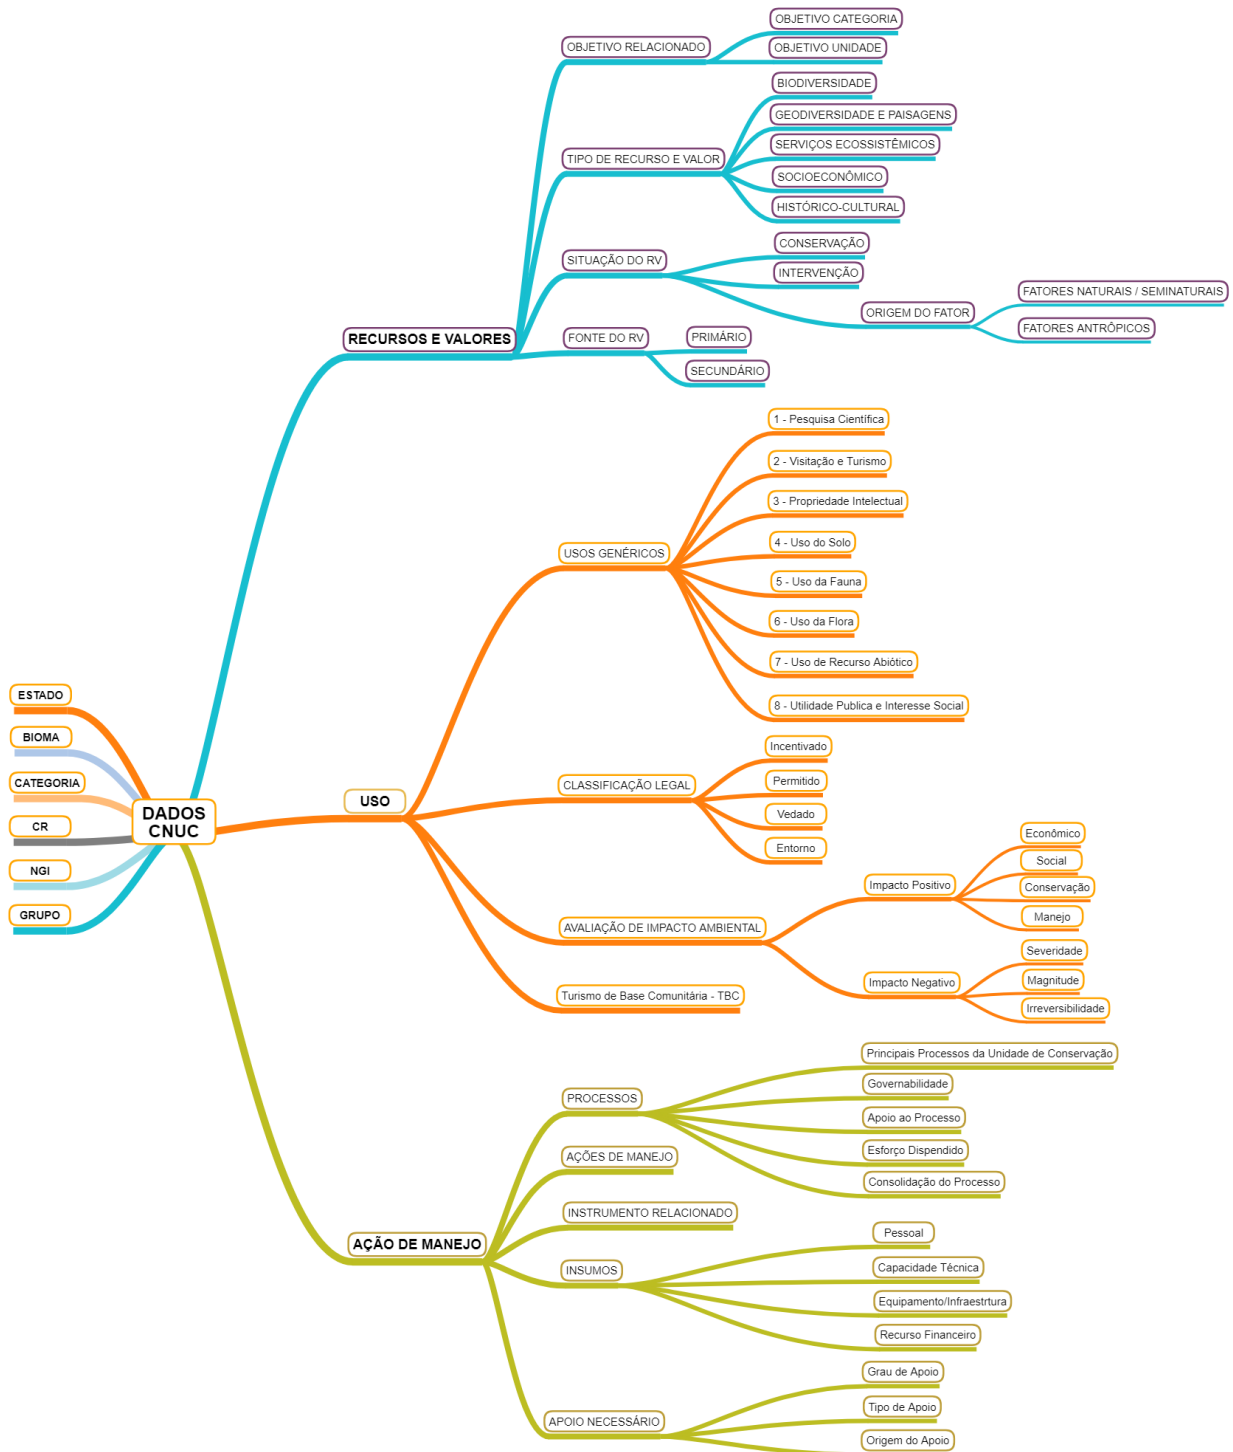 OBJETIVO CATEGORIA
OBJETIVO RELACIONADO
OBJETIVO UNIDADE
BIODIVERSIDADE
GEODIVERSIDADE E PAISAGENS
SERVIÇOS ECOSSISTÊMICOS
TIPO DE RECURSO E VALOR
SOCIOECONÔMICO
HISTÓRICO-CULTURAL
CONSERVAÇÃO
SITUAÇÃO DO RV
INTERVENÇÃO
FATORES NATURAIS / SEMINATURAIS
ORIGEM DO FATOR
FATORES ANTRÔPICOS
RECURSOS E VALORES
FONTE DO RV
PRIMÁRIO
SECUNDÁRIO
1 - Pesquisa Científica
2 - Visitação e Turismo
3 - Propriedade Intelectual
4 - Uso do Solo
USOS GENÉRICOS
5 - Uso da Fauna
6 - Uso da Flora
7 - Uso de Recurso Abiótico
8 - Utilidade Publica e Interesse Social
ESTADO
BIOMA
CATEGORIA
CR
NGI
GRUPO
DADOS
CNUC
USO
Incentivado
CLASSIFICAÇÃO LEGAL
Permitido
Vedado
Entorno
Econômico
Social
Impacto Positivo
Conservação
Manejo
AVALIAÇÃO DE IMPACTO AMBIENTAL
Severidade
Impacto Negativo
Magnitude
Irreversibilidade
Turismo de Base Comunitária - TBC
Principais Processos da Unidade de Conservação
Governabilidade
PROCESSOS
Apoio ao Processo
Esforço Dispendido
Consolidação do Processo
AÇÕES DE MANEJO
INSTRUMENTO RELACIONADO
AÇÃO DE MANEJO
Pessoal
INSUMOS
Capacidade Técnica
Equipamento/Infraestrtura
Recurso Financeiro
Grau de Apoio
Tipo de Apoio
APOIO NECESSÁRIO
Origem do Apoio